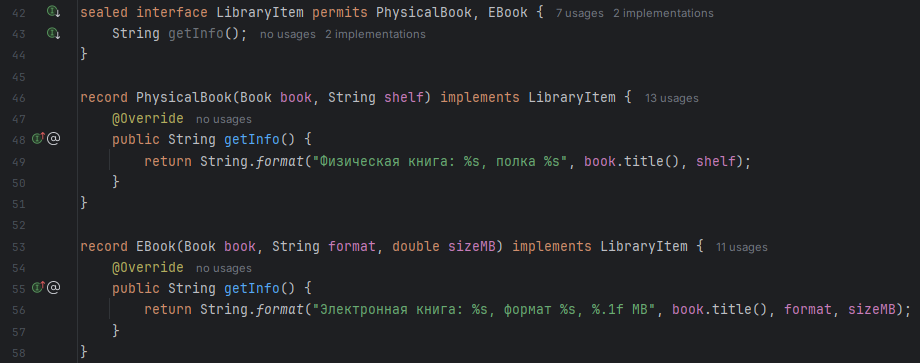 42 sealed interface LibraryItem permits PhysicalBook, EBook { 7 usages 2 implementations
43 String getInfo(); no usages 2 implementations
44 }
45
46 record PhysicalBook(Book book, String shelf) implements LibraryItem { 13 usages
47 @Override no usages
48 @ public String getInfo() {
49 return String.format("Физическая книга: %s, полка %s", book.title(), shelf);
50 }
51 }
52
53 record EBook(Book book, String format, double sizeMB) implements LibraryItem { 11 usages
54 @Override no usages
55 @ public String getInfo() {
56 return String.format("Электронная книга: %s, формат %s, %.1f MB", book.title(), format, sizeMB);
57 }
58 }